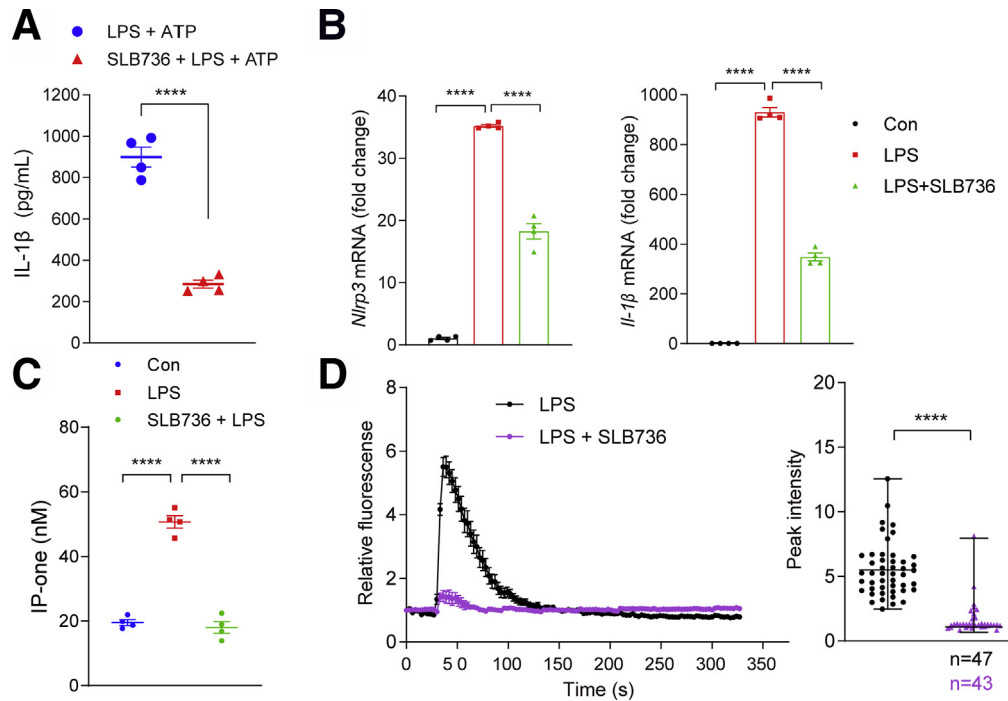 A
LPS + ATP
SLB736 + LPS + ATP
IL-1β (pg/mL)
1200
1000
800
600
400
200
0
****
B
Nlrp3 mRNA (fold change)
40
30
20
10
0
****
****
Il-1β mRNA (fold change)
1000
800
600
400
200
0
****
****
Con
LPS
LPS+SLB736
C
Con
LPS
SLB736 + LPS
IP-one (nM)
80
60
40
20
0
****
****
D
LPS
LPS + SLB736
Relative fluorescense
8
6
4
2
0
0
5 0
100
150
200
250
300
350
Time (s)
Peak intensity
20
15
10
5
0
****
n=47
n=43